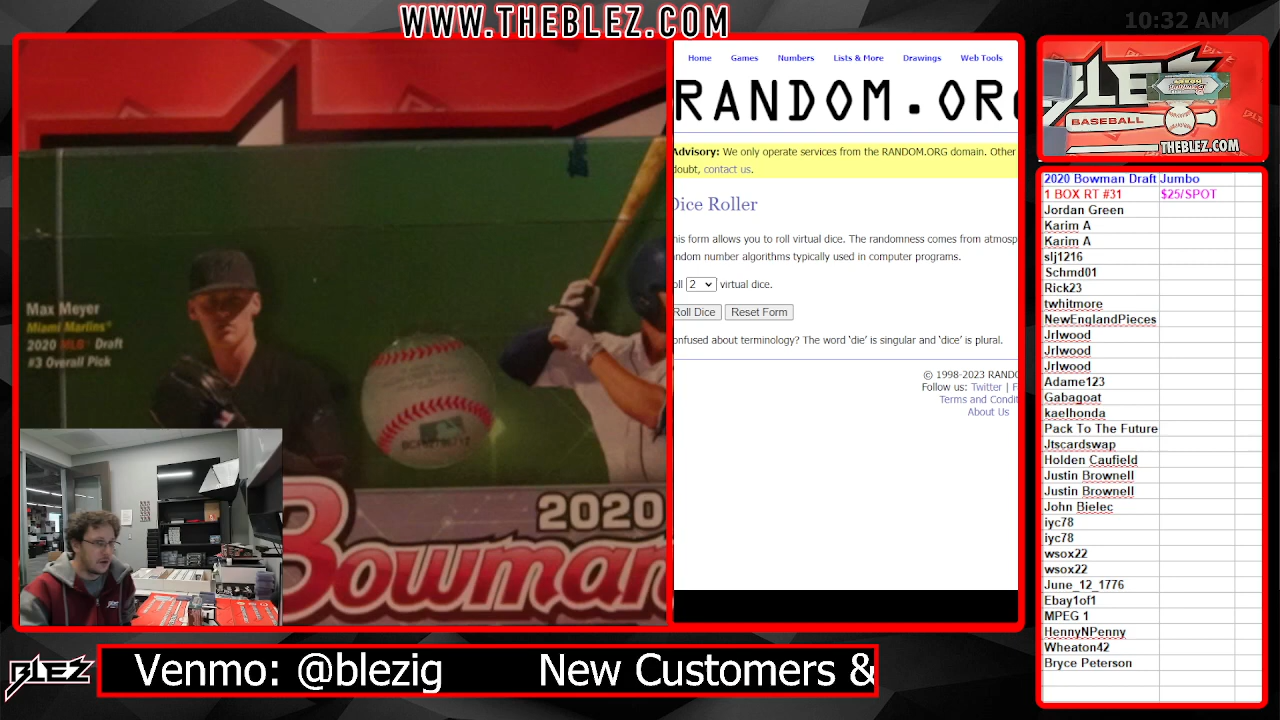 WWW.THEBLEZ.COM
10:32 AM
Max Meyer
Miami Marlins
2020 MLB Draft
#3 Overall Pick
2020
Bowman
Home Games Numbers Lists & More Drawings Web Tools
RANDOM.ORG
Advisory: We only operate services from the RANDOM.ORG domain. Other
doubt, contact us.
Dice Roller
his form allows you to roll virtual dice. The randomness comes from atmosp
andom number algorithms typically used in computer programs.
oll 2 virtual dice.
Roll Dice Reset Form
onfused about terminology? The word ‘die’ is singular and ‘dice’ is plural.
© 1998-2023 RANDO
Follow us: Twitter | F
Terms and Condit
About Us
BLEZ
BASEBALL
THEBLEZ.COM
2020 Bowman Draft Jumbo
1 BOX RT #31 $25/SPOT
Jordan Green
Karim A
Karim A
slj1216
Schmd01
Rick23
twhitmore
NewEnglandPieces
Jrlwood
Jrlwood
Jrlwood
Adame123
Gabagoat
kaelhonda
Pack To The Future
Jtscardswap
Holden Caufield
Justin Brownell
Justin Brownell
John Bielec
iyc78
iyc78
wsox22
wsox22
June_12_1776
Ebay1of1
MPEG 1
HennyNPenny
Wheaton42
Bryce Peterson
BLEZ
Venmo: @blezig New Customers &